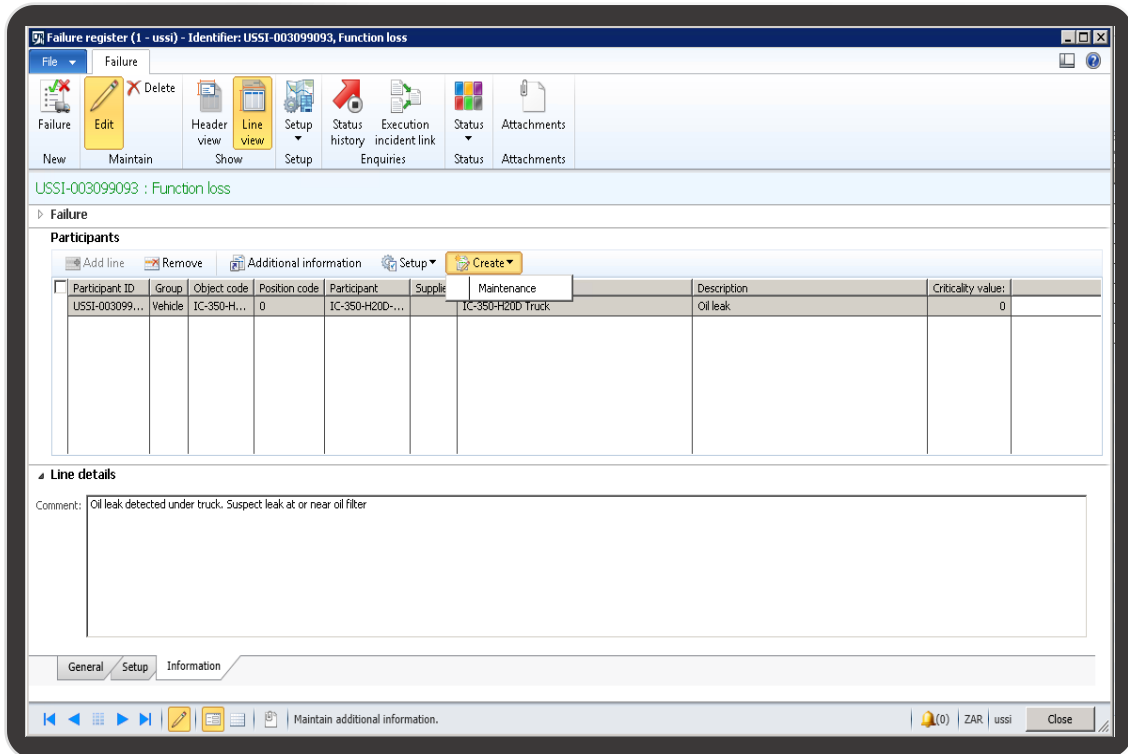 Failure register (1 - ussi) - Identifier: USSI-003099093, Function loss
File Failure
Failure Edit Delete Header view Line view Setup Status history Execution incident link Status Attachments
New Maintain Show Setup Enquiries Status Attachments
USSI-003099093 : Function loss
Failure
Participants
Add line Remove Additional information Setup Create
Maintenance
Participant ID Group Object code Position code Participant Description Criticality value:
USSI-003099... Vehicle IC-350-H... 0 IC-350-H20D-... IC-350-H20D Truck Oil leak 0
Line details
Comment: Oil leak detected under truck. Suspect leak at or near oil filter
General Setup Information
Maintain additional information. (0) ZAR ussi Close